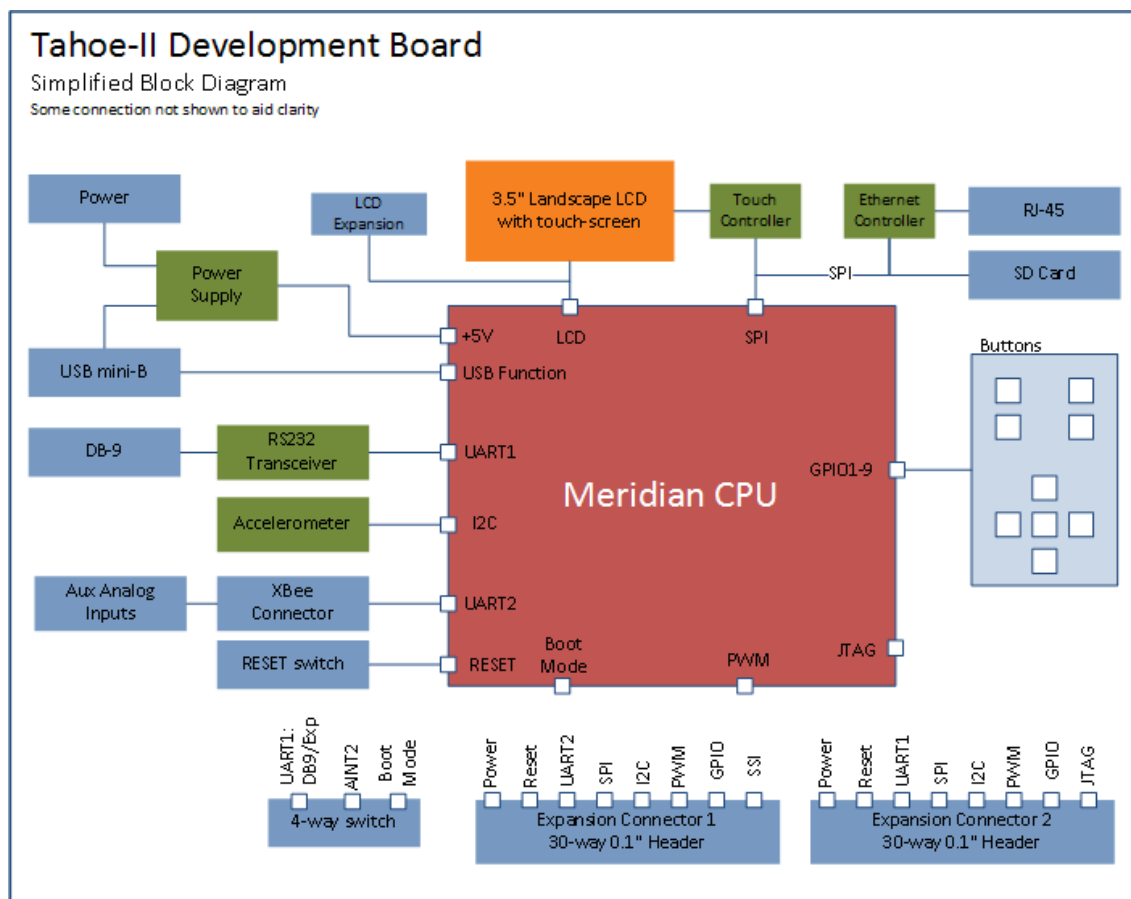 Tahoe-II Development Board
Simplified Block Diagram
Some connection not shown to aid clarity
Power
LCD
Expansion
3.5" Landscape LCD
with touch-screen
Touch
Controller
Ethernet
Controller
RJ-45
Power
Supply
SPI
SD Card
+5V
LCD
SPI
Buttons
USB mini-B
USB Function
DB-9
RS232
Transceiver
UART1
GPIO1-9
Meridian CPU
Accelerometer
I2C
Aux Analog
Inputs
XBee
Connector
UART2
RESET switch
RESET
Boot
Mode
PWM
JTAG
UART1:
DB9/Exp
AINT2
Boot
Mode
4-way switch
Power
Reset
UART2
SPI
I2C
PWM
GPIO
SSI
Expansion Connector 1
30-way 0.1" Header
Power
Reset
UART1
SPI
I2C
PWM
GPIO
JTAG
Expansion Connector 2
30-way 0.1" Header